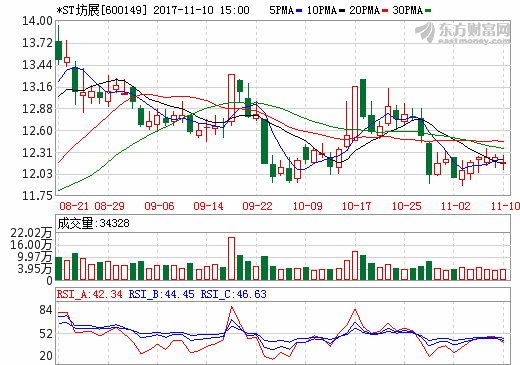 *ST坊展[600149] 2017-11-10 15:00 5PMA 10PMA 20PMA 30PMA
东方财富网
eastmoney.com
14.00
13.72
13.44
13.16
12.88
12.60
12.31
12.03
11.75
08-21 08-29 09-06 09-14 09-22 10-09 10-17 10-25 11-02 11-10
成交量:34328
22.02万
16.00万
9.97万
3.95万
0
RSI_A:42.34 RSI_B:44.45 RSI_C:46.63
84
52
20